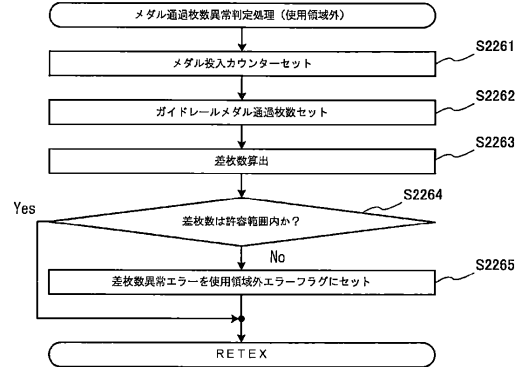 メダル通過枚数異常判定処理（使用領域外）
S2261
メダル投入カウンターセット
S2262
ガイドレールメダル通過枚数セット
S2263
差枚数算出
S2264
Yes
差枚数は許容範囲内か？
No
S2265
差枚数異常エラーを使用領域外エラーフラグにセット
RETEX